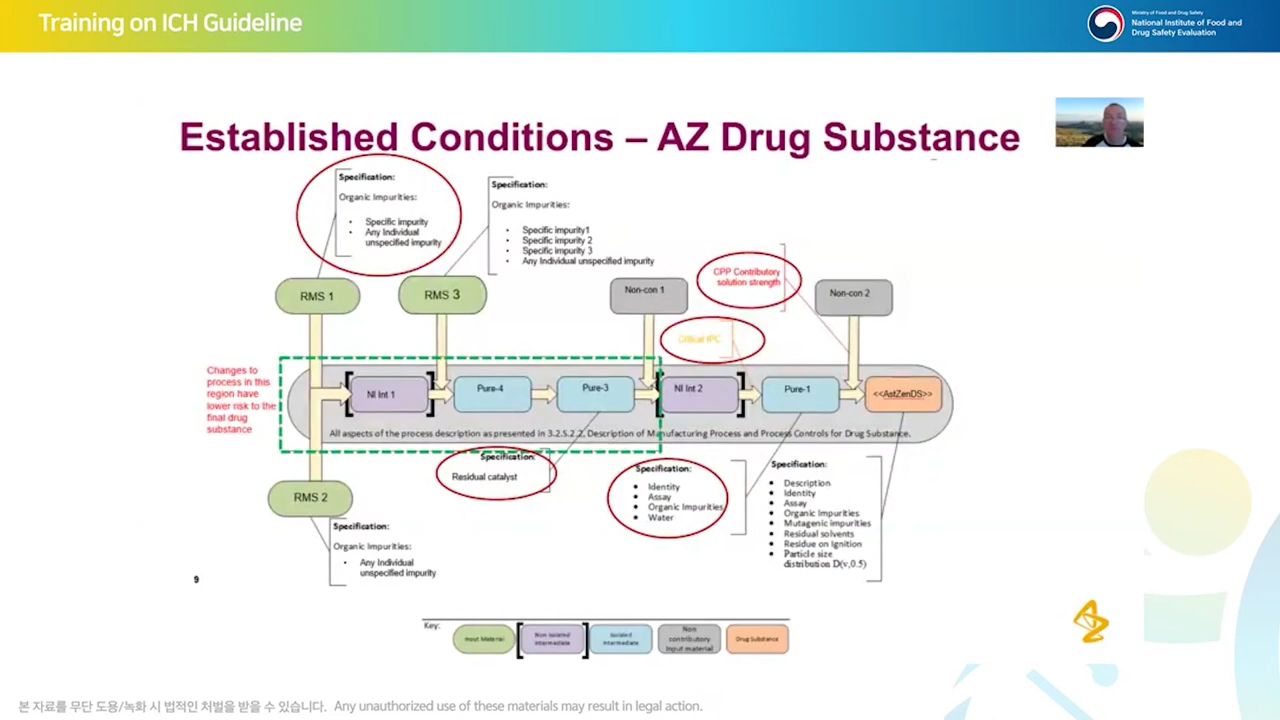 Training on ICH Guideline
Ministry of Food and Drug Safety
National Institute of Food and
Drug Safety Evaluation
Established Conditions – AZ Drug Substance
Specification:
Organic Impurities:
• Specific impurity
• Any Individual
unspecified impurity
Specification:
Organic Impurities:
• Specific impurity1
• Specific impurity 2
• Specific impurity 3
• Any Individual unspecified impurity
RMS 1
RMS 3
Non-con 1
CPP Contributory
solution strength
Non-con 2
Critical IPC
Changes to
process in this
region have
lower risk to the
final drug
substance
NI Int 1
Pure-4
Pure-3
NI Int 2
Pure-1
<<AstZenDS>>
All aspects of the process description as presented in 3.2.S.2.2, Description of Manufacturing Process and Process Controls for Drug Substance.
Specification:
Residual catalyst
Specification:
• Identity
• Assay
• Organic Impurities
• Water
Specification:
• Description
• Identity
• Assay
• Organic Impurities
• Mutagenic impurities
• Residual solvents
• Residue on Ignition
• Particle size
distribution D(v,0.5)
RMS 2
Specification:
Organic Impurities:
• Any Individual
unspecified impurity
9
Key:
Input Material
Non isolated
Intermediate
Isolated
Intermediate
Non
contributory
Input material
Drug Substance
본 자료를 무단 도용/녹화 시 법적인 처벌을 받을 수 있습니다. Any unauthorized use of these materials may result in legal action.